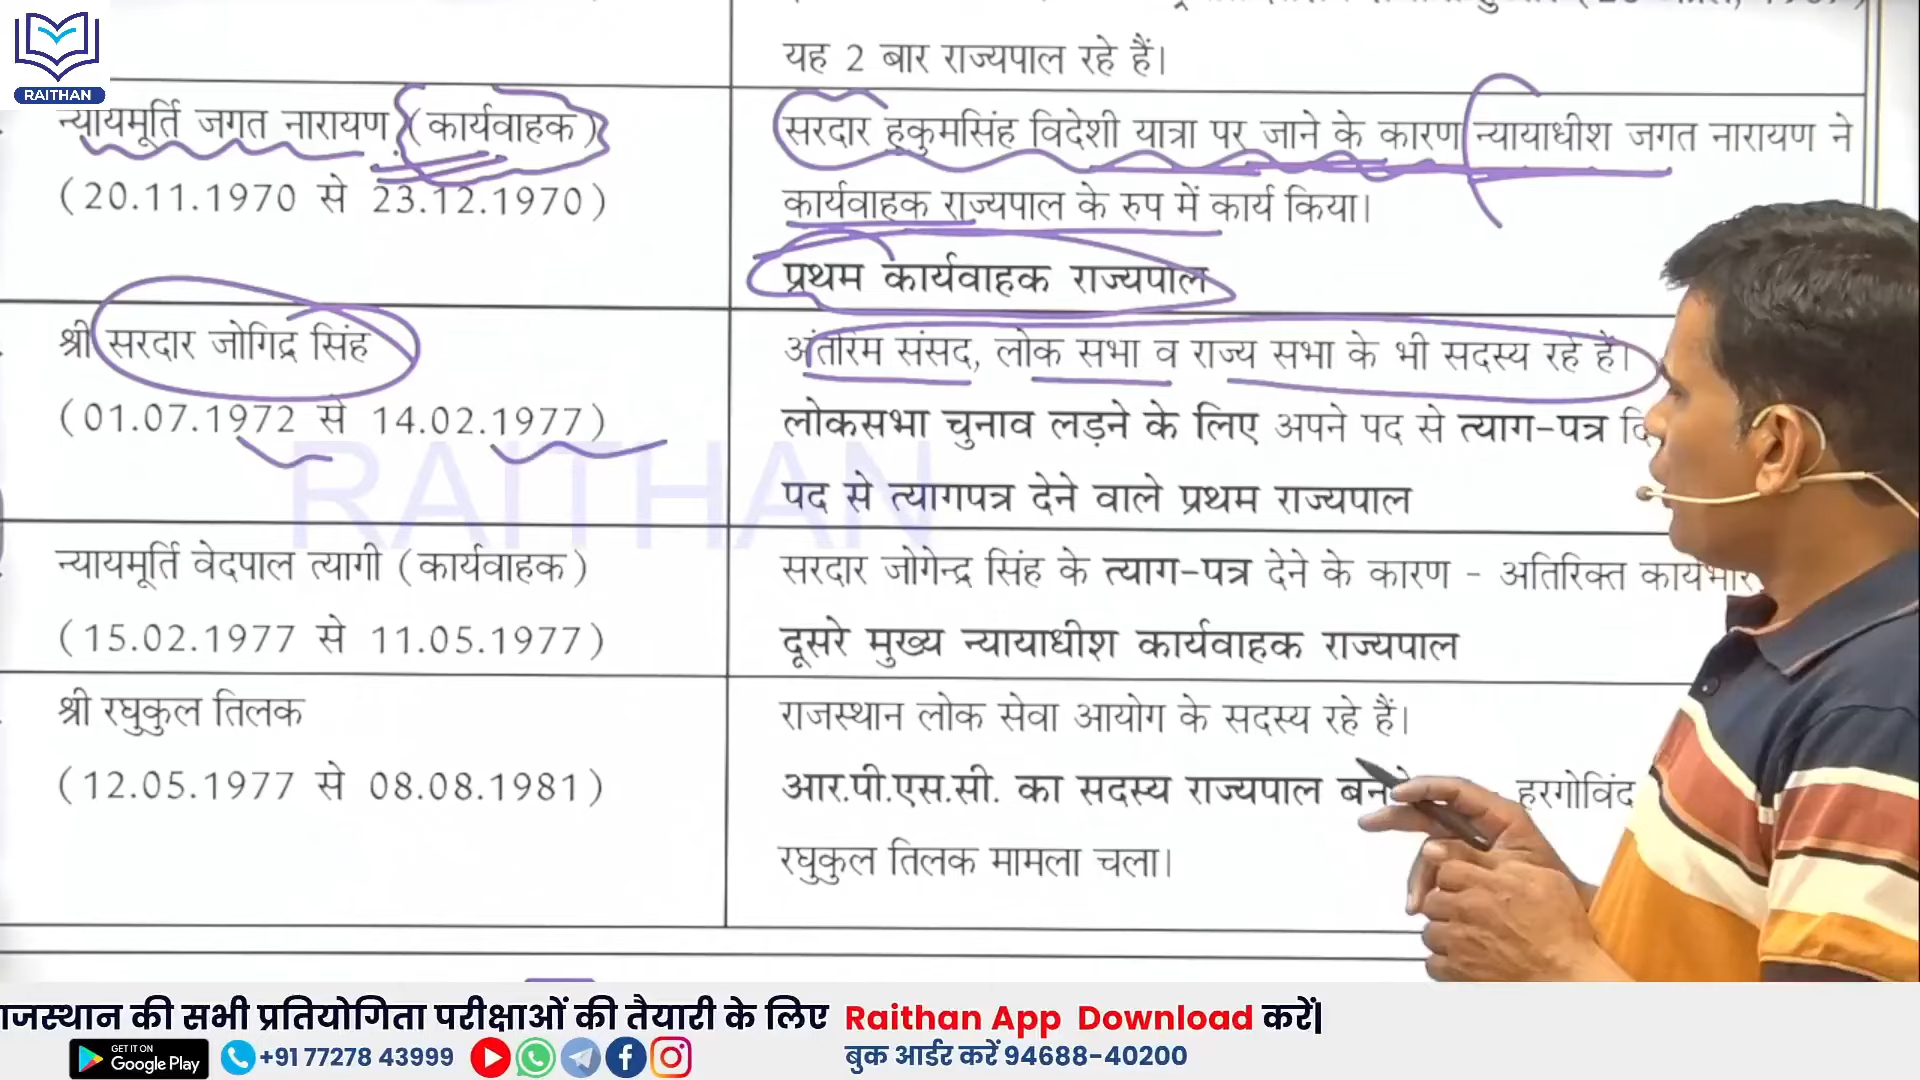 RAITHAN
यह 2 बार राज्यपाल रहे हैं।
न्यायमूर्ति जगत नारायण (कार्यवाहक)
(20.11.1970 से 23.12.1970)
सरदार हुकुमसिंह विदेशी यात्रा पर जाने के कारण न्यायाधीश जगत नारायण ने
कार्यवाहक राज्यपाल के रुप में कार्य किया।
प्रथम कार्यवाहक राज्यपाल
श्री सरदार जोगिद्र सिंह
(01.07.1972 से 14.02.1977)
अंतरिम संसद, लोक सभा व राज्य सभा के भी सदस्य रहे हैं।
लोकसभा चुनाव लड़ने के लिए अपने पद से त्याग-पत्र
पद से त्यागपत्र देने वाले प्रथम राज्यपाल
RAITHAN
न्यायमूर्ति वेदपाल त्यागी (कार्यवाहक)
(15.02.1977 से 11.05.1977)
सरदार जोगेन्द्र सिंह के त्याग-पत्र देने के कारण - अतिरिक्त कार्यभार
दूसरे मुख्य न्यायाधीश कार्यवाहक राज्यपाल
श्री रघुकुल तिलक
(12.05.1977 से 08.08.1981)
राजस्थान लोक सेवा आयोग के सदस्य रहे हैं।
आर.पी.एस.सी. का सदस्य राज्यपाल हरगोविंद
रघुकुल तिलक मामला चला।
ाजस्थान की सभी प्रतियोगिता परीक्षाओं की तैयारी के लिए Raithan App Download करें|
GET IT ON
Google Play
+91 77278 43999
बुक आर्डर करें 94688-40200